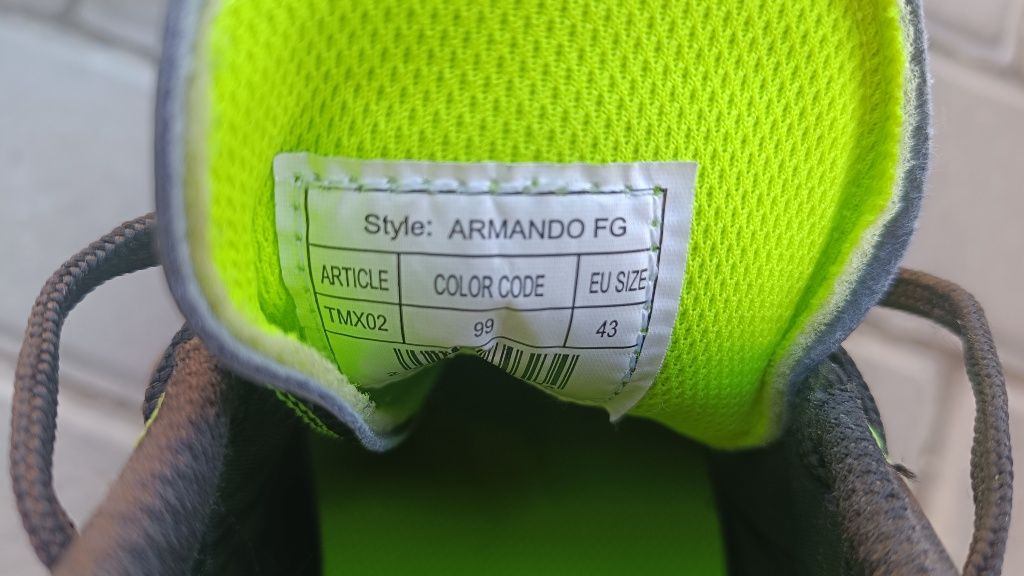 Style: ARMANDO FG
ARTICLE COLOR CODE EU SIZE
TMX02 99 43